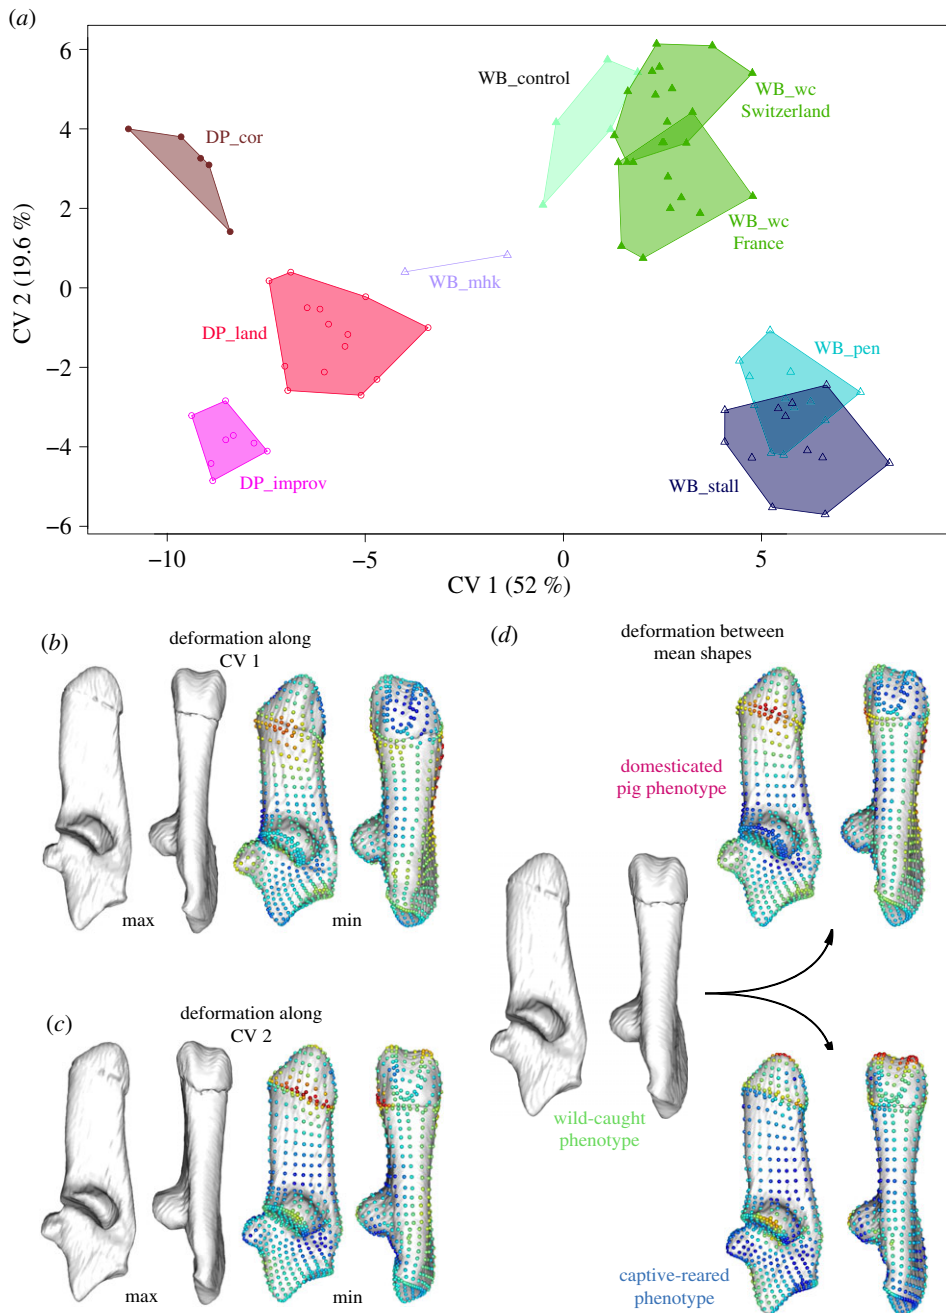 (a)
6
4
2
0
−2
−4
−6
CV 2 (19.6 %)
WB_control
WB_wc
Switzerland
DP_cor
WB_wc
France
WB_mhk
DP_land
WB_pen
DP_improv
WB_stall
−10
−5
0
5
CV 1 (52 %)
(b)
deformation along
CV 1
max
min
(d)
deformation between
mean shapes
domesticated
pig phenotype
(c)
deformation along
CV 2
max
min
wild-caught
phenotype
captive-reared
phenotype